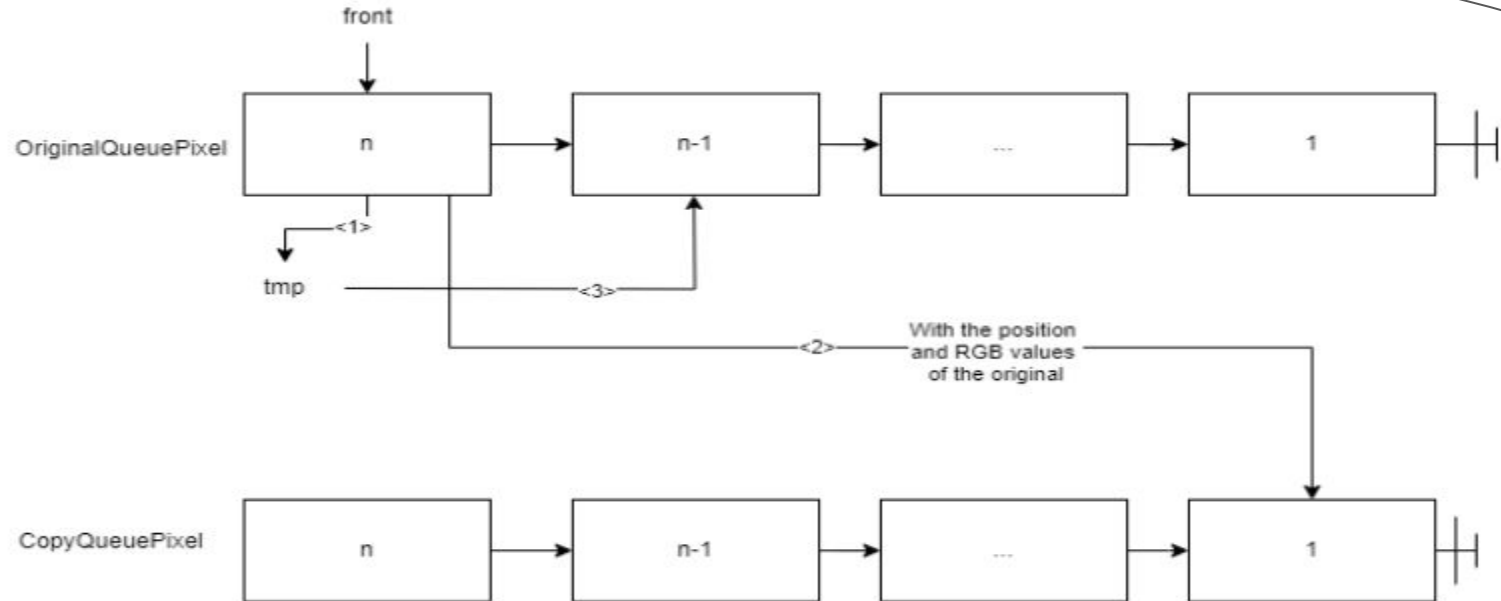 front
OriginalQueuePixel
n
n-1
...
1
<1>
tmp
<3>
<2>
With the position
and RGB values
of the original
CopyQueuePixel
n
n-1
...
1